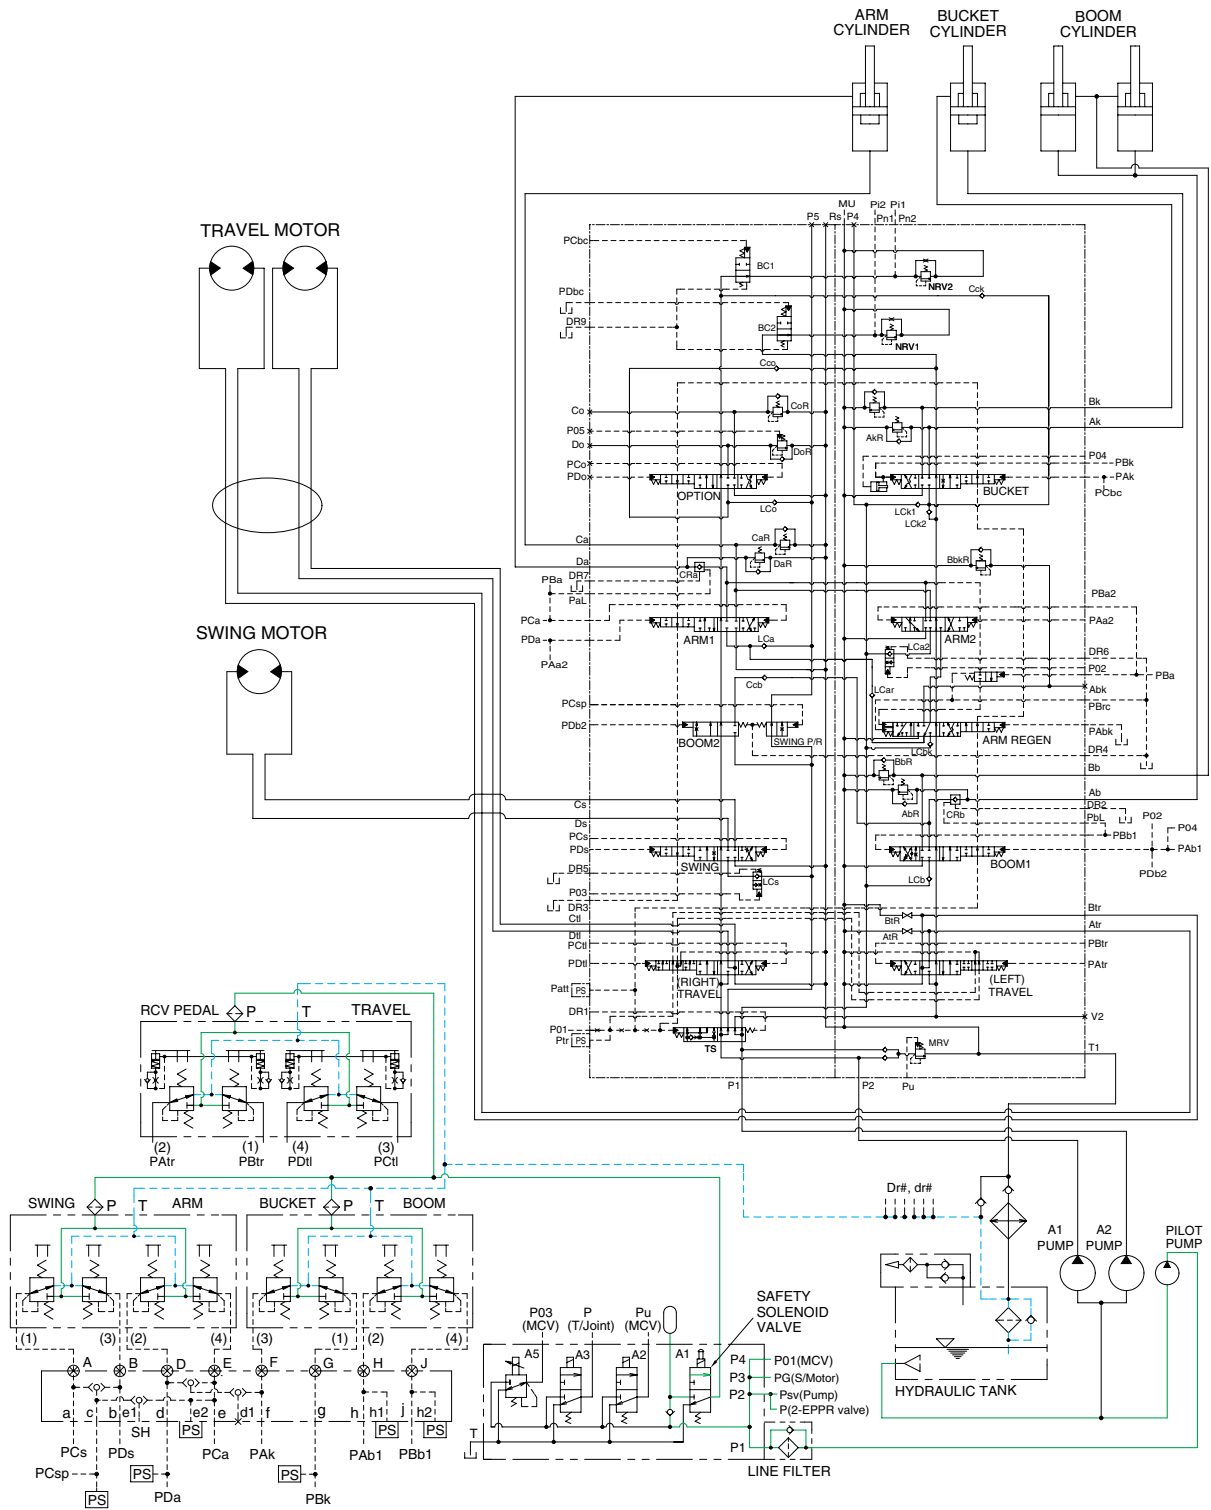 ARM
CYLINDER
BUCKET
CYLINDER
BOOM
CYLINDER
TRAVEL MOTOR
SWING MOTOR
MU
Pi2 Pi1
P5 Rs P4 Pn1 Pn2
PCbc
BC1
NRV2
Cck
PDbc
DR9
BC2
NRV1
Cco
Co
CoR
Bk
P05
AkR
Ak
Do
DoR
P04
PCo
PBk
PDo
PAk
OPTION
BUCKET
PCbc
LCo
LCk1
LCk2
Ca
CaR
Da
DaR
BbkR
CRa
DR7
PBa
PaL
PBa2
PCa
PAa2
PDa
ARM1
ARM2
PAa2
LCa
LCa2
DR6
P02
PBa
Ccb
LCar
Abk
PCsp
PBrc
PDb2
PAbk
BOOM2
SWING P/R
ARM REGEN
LCbk
DR4
BbR
Bb
AbR
CRb
Ab
Cs
DR2
Ds
PbL
P02
P04
PCs
PBb1
PDs
PAb1
SWING
BOOM1
PDb2
DR5
LCs
LCb
P03
DR3
Btr
Ctl
BtR
Atr
Dtl
AtR
PCtl
PBtr
PDtl
PAtr
(RIGHT)
TRAVEL
(LEFT)
TRAVEL
Patt PS
DR1
V2
P01
Ptr PS
TS
MRV
T1
P1
P2
Pu
RCV PEDAL P T TRAVEL
(2) (1) (4) (3)
PAtr PBtr PDtl PCtl
SWING P T ARM
BUCKET P T BOOM
(1) (3) (2) (4) (3) (1) (2) (4)
A B D E F G H J
a c b e1 d e2 e d1 f g h h1 j h2
SH
PS PS PS
PCs PDs PCa PAk PAb1 PBb1
PCsp PS PS
PS PDa PBk
Dr#, dr#
A1
PUMP
A2
PUMP
PILOT
PUMP
HYDRAULIC TANK
SAFETY
SOLENOID
VALVE
P03
(MCV)
P
(T/Joint)
Pu
(MCV)
A5 A3 A2 A1
P4 P01(MCV)
P3 PG(S/Motor)
P2 Psv(Pump)
P(2-EPPR valve)
T
P1
LINE FILTER